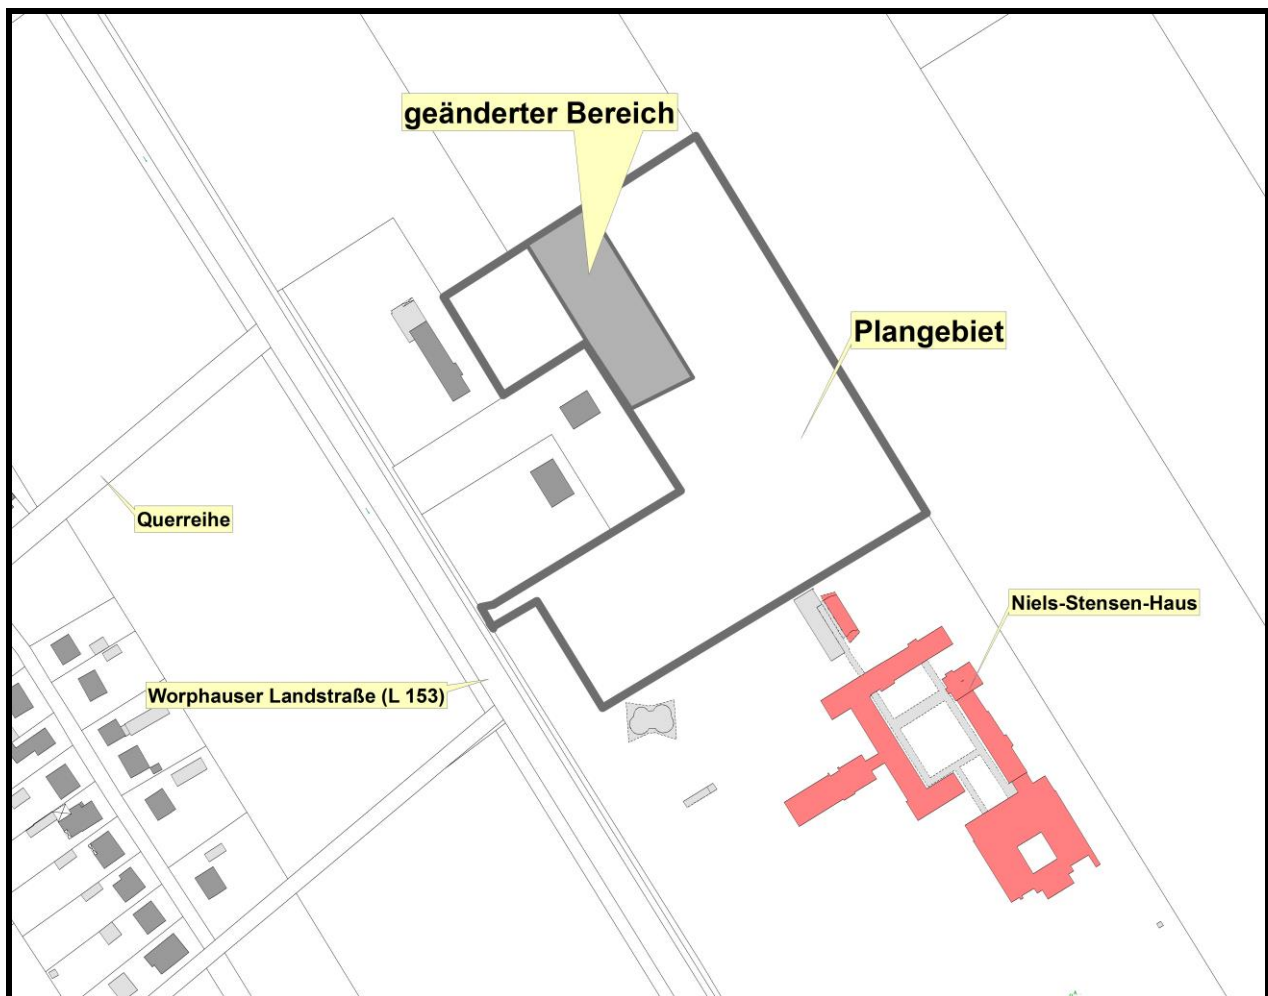 geänderter Bereich
Plangebiet
Querreihe
Niels-Stensen-Haus
Worphauser Landstraße (L 153)